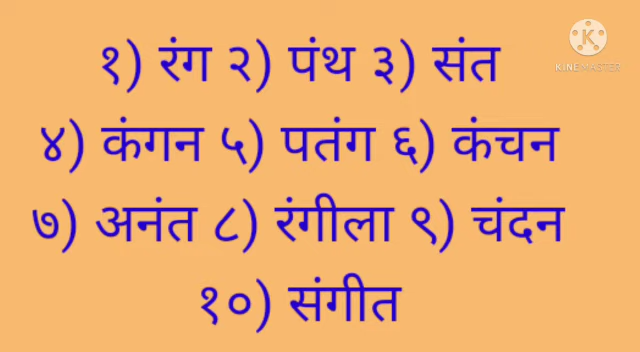 १) रंग २) पंथ ३) संत
४) कंगन ५) पतंग ६) कंचन
७) अनंत ८) रंगीला ९) चंदन
१०) संगीत
KINEMASTER